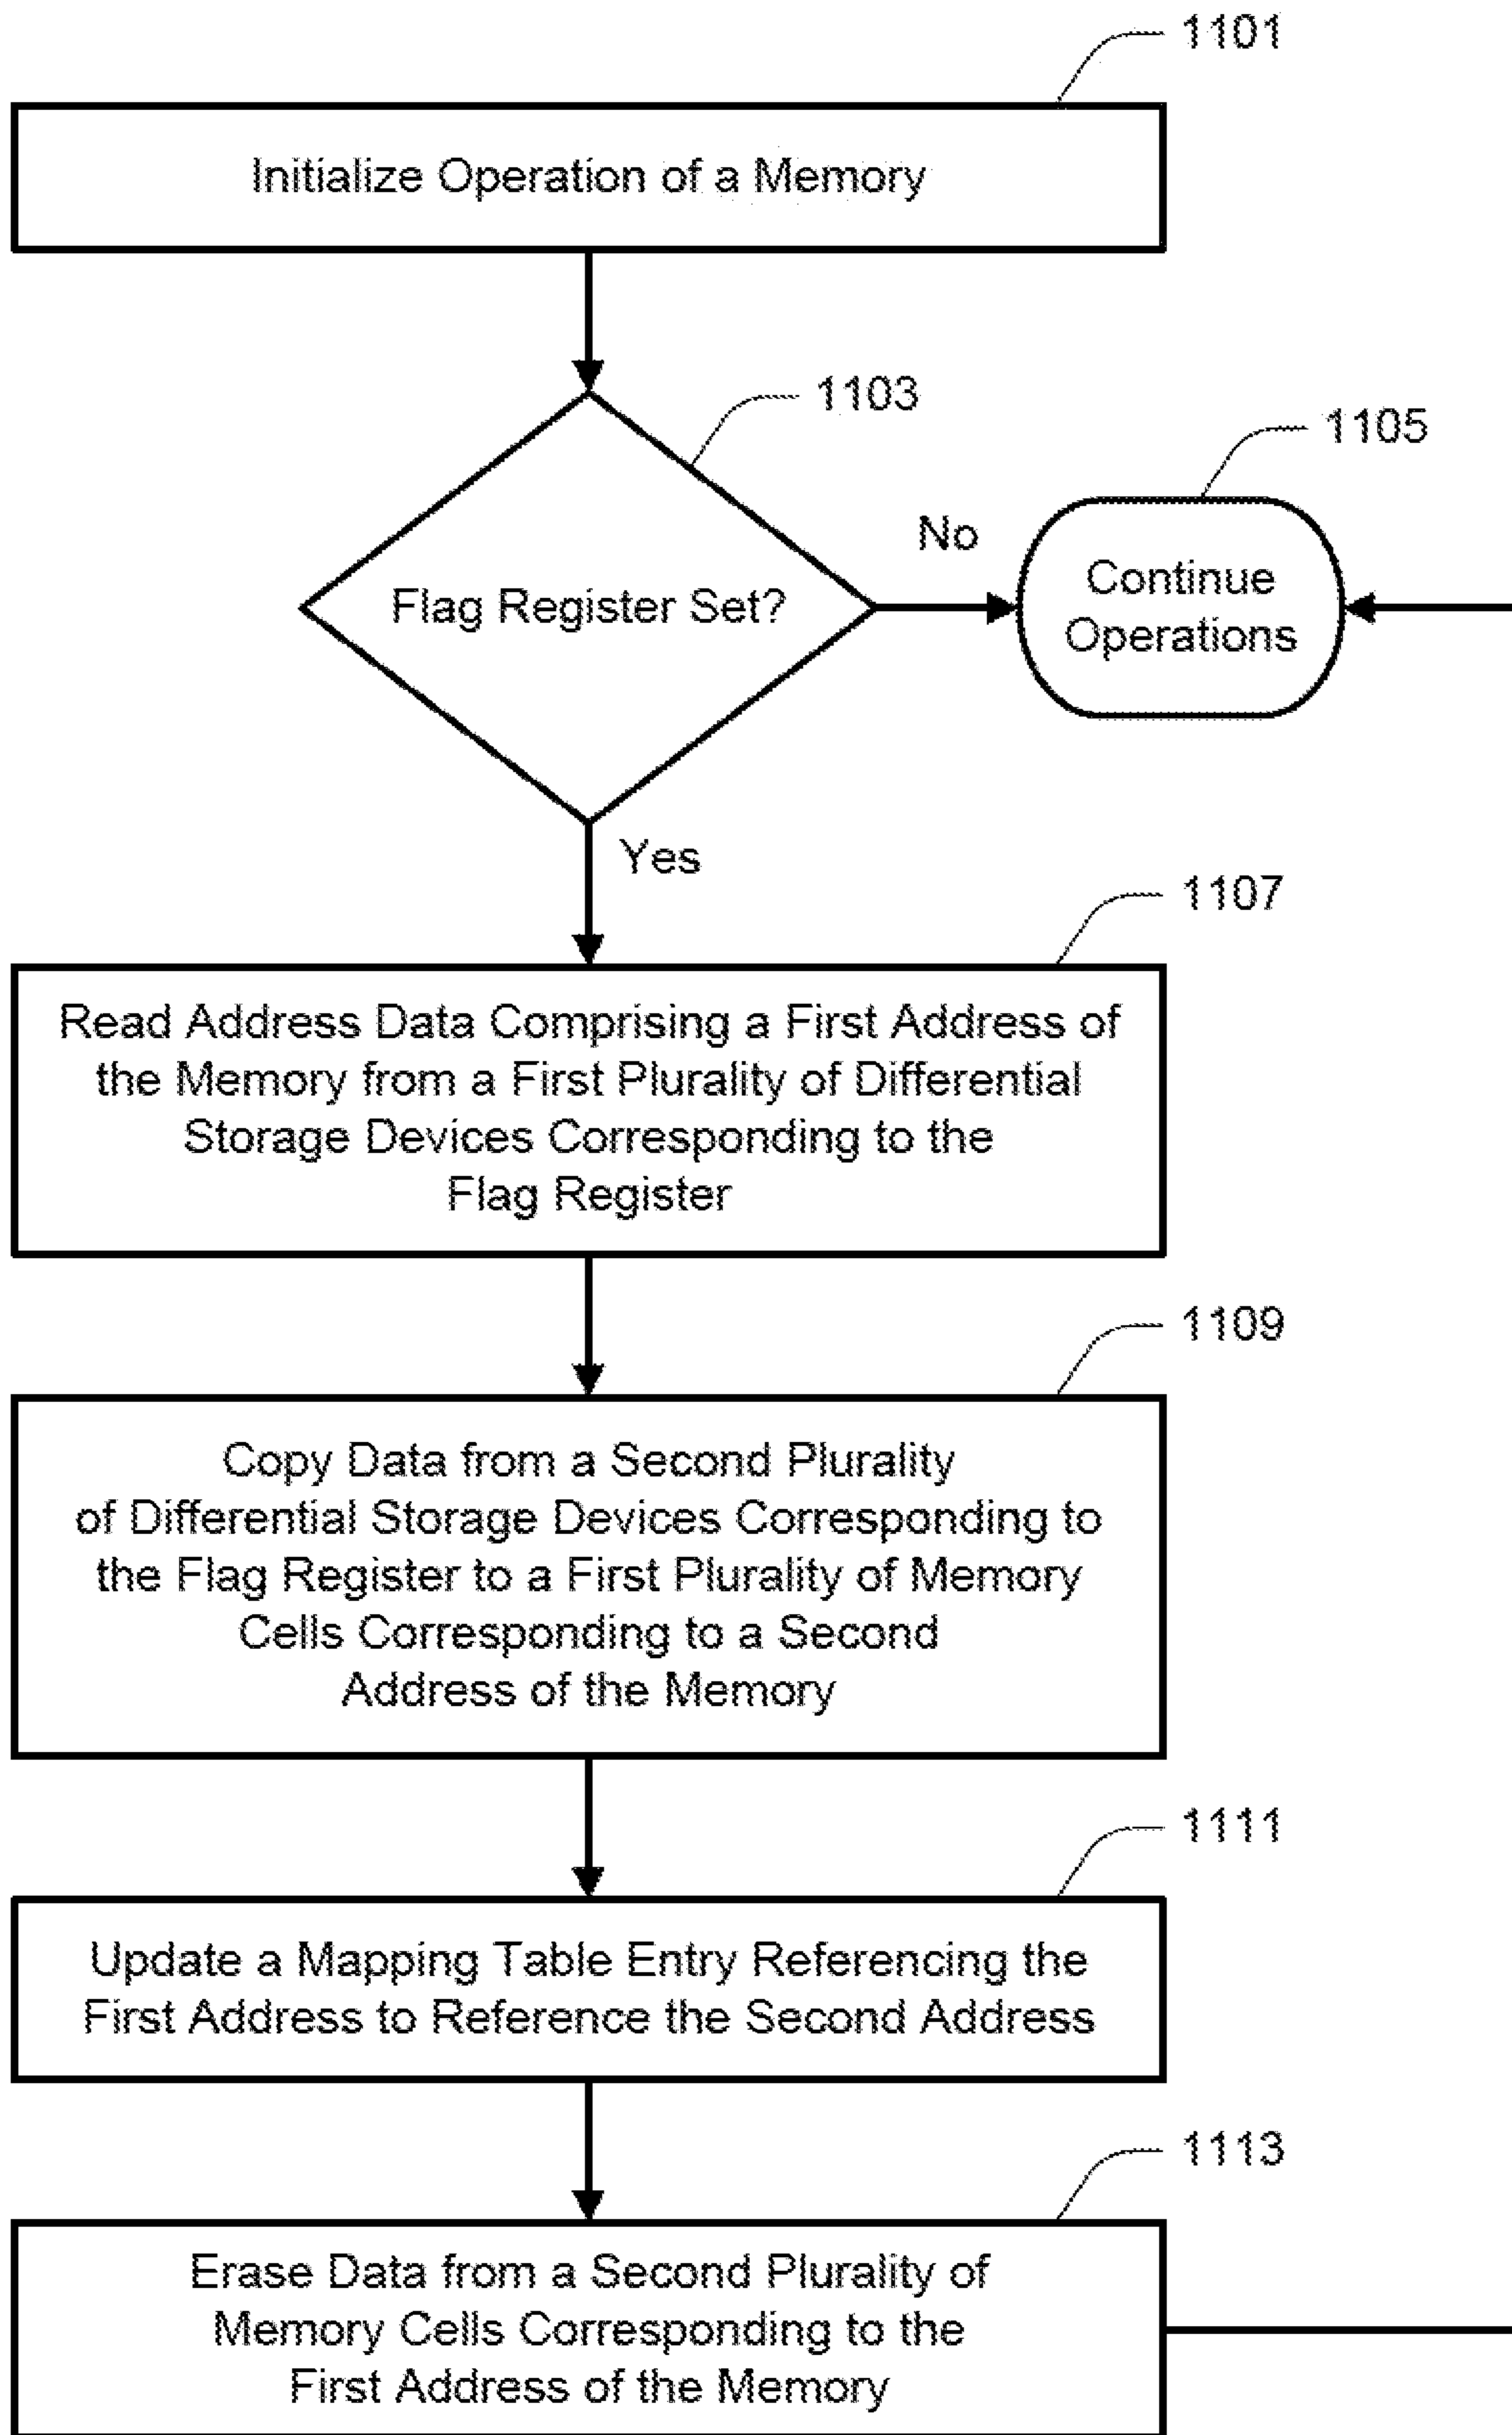 1101
Initialize Operation of a Memory
1103
Flag Register Set?
No
1105
Continue
Operations
Yes
1107
Read Address Data Comprising a First Address of
the Memory from a First Plurality of Differential
Storage Devices Corresponding to the
Flag Register
1109
Copy Data from a Second Plurality
of Differential Storage Devices Corresponding to
the Flag Register to a First Plurality of Memory
Cells Corresponding to a Second
Address of the Memory
1111
Update a Mapping Table Entry Referencing the
First Address to Reference the Second Address
1113
Erase Data from a Second Plurality of
Memory Cells Corresponding to the
First Address of the Memory